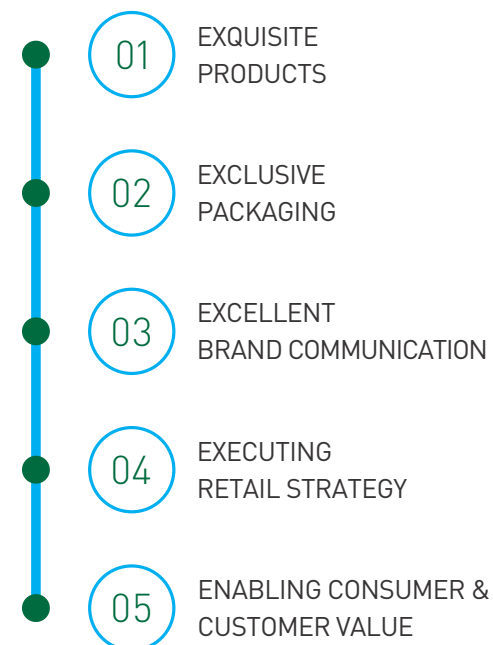 01
EXQUISITE
PRODUCTS
02
EXCLUSIVE
PACKAGING
03
EXCELLENT
BRAND COMMUNICATION
04
EXECUTING
RETAIL STRATEGY
05
ENABLING CONSUMER &
CUSTOMER VALUE